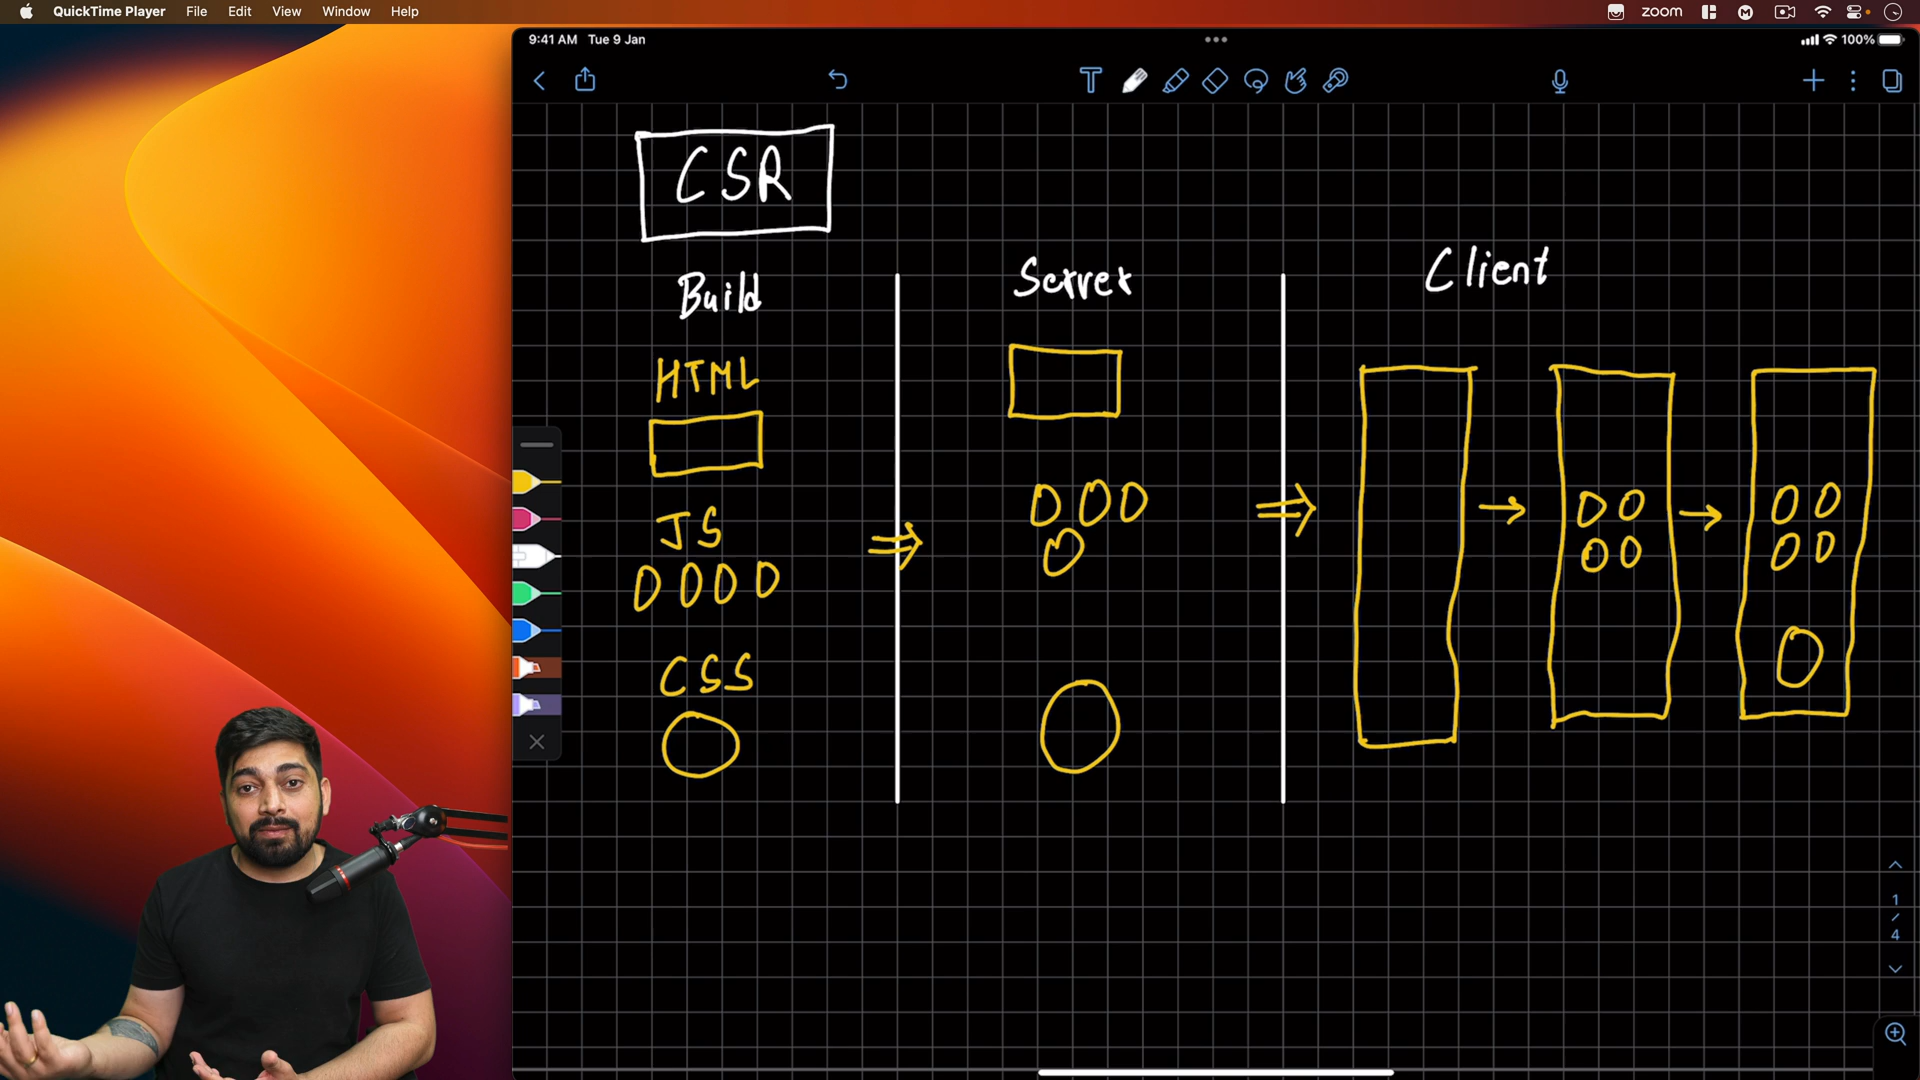 QuickTime Player File Edit View Window Help zoom
9:41 AM Tue 9 Jan 100%
CSR
Build Server Client
HTML
JS
CSS
1
/
4